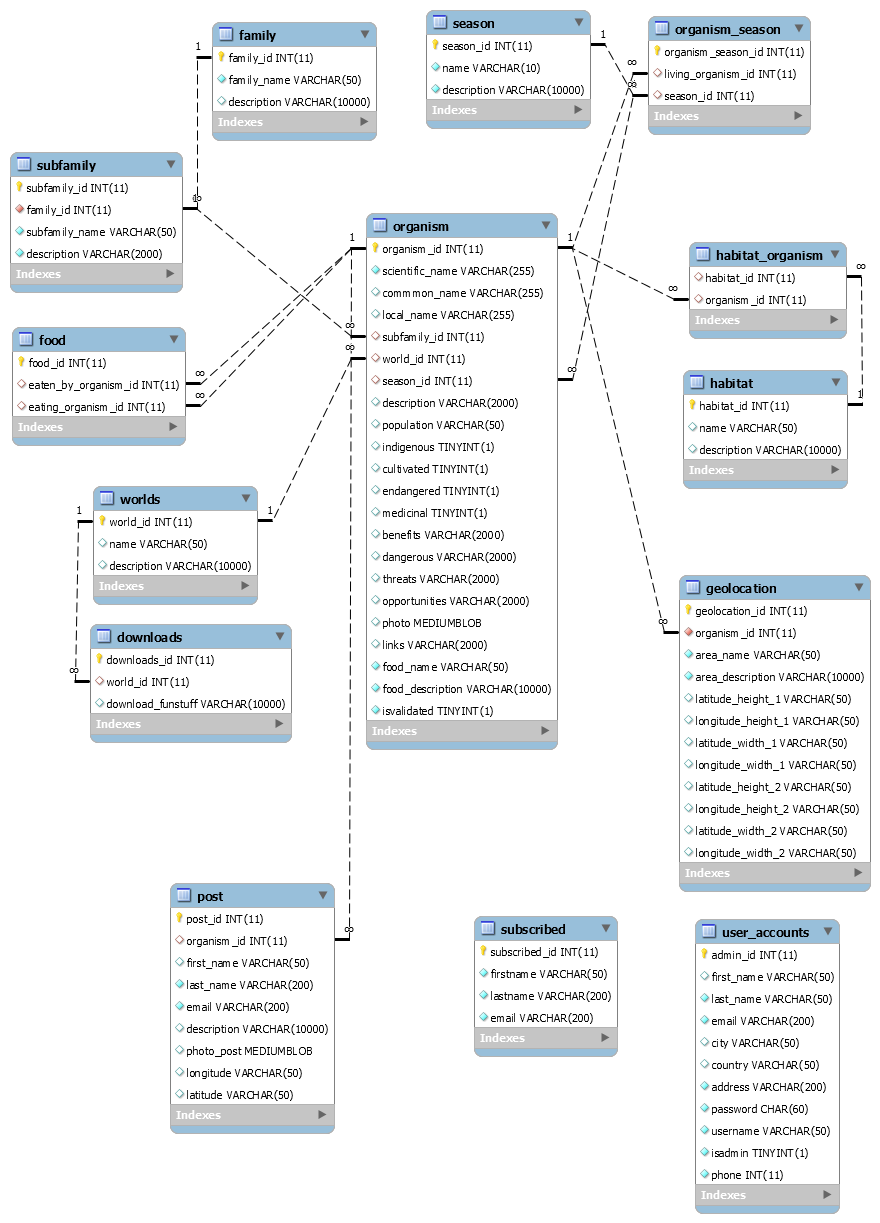 family
family_id INT(11)
family_name VARCHAR(50)
description VARCHAR(10000)
Indexes
season
season_id INT(11)
name VARCHAR(10)
description VARCHAR(10000)
Indexes
organism_season
organism_season_id INT(11)
living_organism_id INT(11)
season_id INT(11)
Indexes
subfamily
subfamily_id INT(11)
family_id INT(11)
subfamily_name VARCHAR(50)
description VARCHAR(2000)
Indexes
organism
organism_id INT(11)
scientific_name VARCHAR(255)
common_name VARCHAR(255)
local_name VARCHAR(255)
subfamily_id INT(11)
world_id INT(11)
season_id INT(11)
description VARCHAR(2000)
population VARCHAR(50)
indigenous TINYINT(1)
cultivated TINYINT(1)
endangered TINYINT(1)
medicinal TINYINT(1)
benefits VARCHAR(2000)
dangerous VARCHAR(2000)
threats VARCHAR(2000)
opportunities VARCHAR(2000)
photo MEDIUMBLOB
links VARCHAR(2000)
food_name VARCHAR(50)
food_description VARCHAR(10000)
isvalidated TINYINT(1)
Indexes
habitat_organism
habitat_id INT(11)
organism_id INT(11)
Indexes
food
food_id INT(11)
eaten_by_organism_id INT(11)
eating_organism_id INT(11)
Indexes
habitat
habitat_id INT(11)
name VARCHAR(50)
description VARCHAR(10000)
Indexes
worlds
world_id INT(11)
name VARCHAR(50)
description VARCHAR(10000)
Indexes
downloads
downloads_id INT(11)
world_id INT(11)
download_funstuff VARCHAR(10000)
Indexes
geolocation
geolocation_id INT(11)
organism_id INT(11)
area_name VARCHAR(50)
area_description VARCHAR(10000)
latitude_height_1 VARCHAR(50)
longitude_height_1 VARCHAR(50)
latitude_width_1 VARCHAR(50)
longitude_width_1 VARCHAR(50)
latitude_height_2 VARCHAR(50)
longitude_height_2 VARCHAR(50)
latitude_width_2 VARCHAR(50)
longitude_width_2 VARCHAR(50)
Indexes
post
post_id INT(11)
organism_id INT(11)
first_name VARCHAR(50)
last_name VARCHAR(200)
email VARCHAR(200)
description VARCHAR(10000)
photo_post MEDIUMBLOB
longitude VARCHAR(50)
latitude VARCHAR(50)
Indexes
subscribed
subscribed_id INT(11)
firstname VARCHAR(50)
lastname VARCHAR(200)
email VARCHAR(200)
Indexes
user_accounts
admin_id INT(11)
first_name VARCHAR(50)
last_name VARCHAR(50)
email VARCHAR(200)
city VARCHAR(50)
country VARCHAR(50)
address VARCHAR(200)
password CHAR(60)
username VARCHAR(50)
isadmin TINYINT(1)
phone INT(11)
Indexes
1
1
∞
∞
1
∞
1
1
∞
∞
∞
∞
∞
1
∞
∞
1
1
1
∞
∞
∞